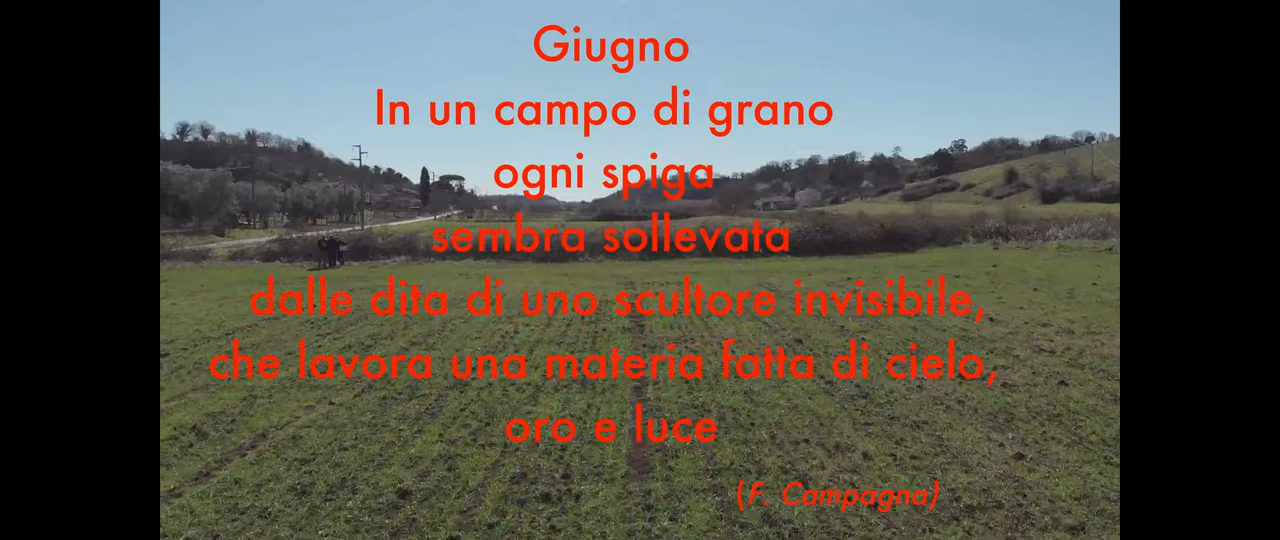 Giugno
In un campo di grano
ogni spiga
sembra sollevata
dalle dita di uno scultore invisibile,
che lavora una materia fatta di cielo,
oro e luce
(F. Campagna)